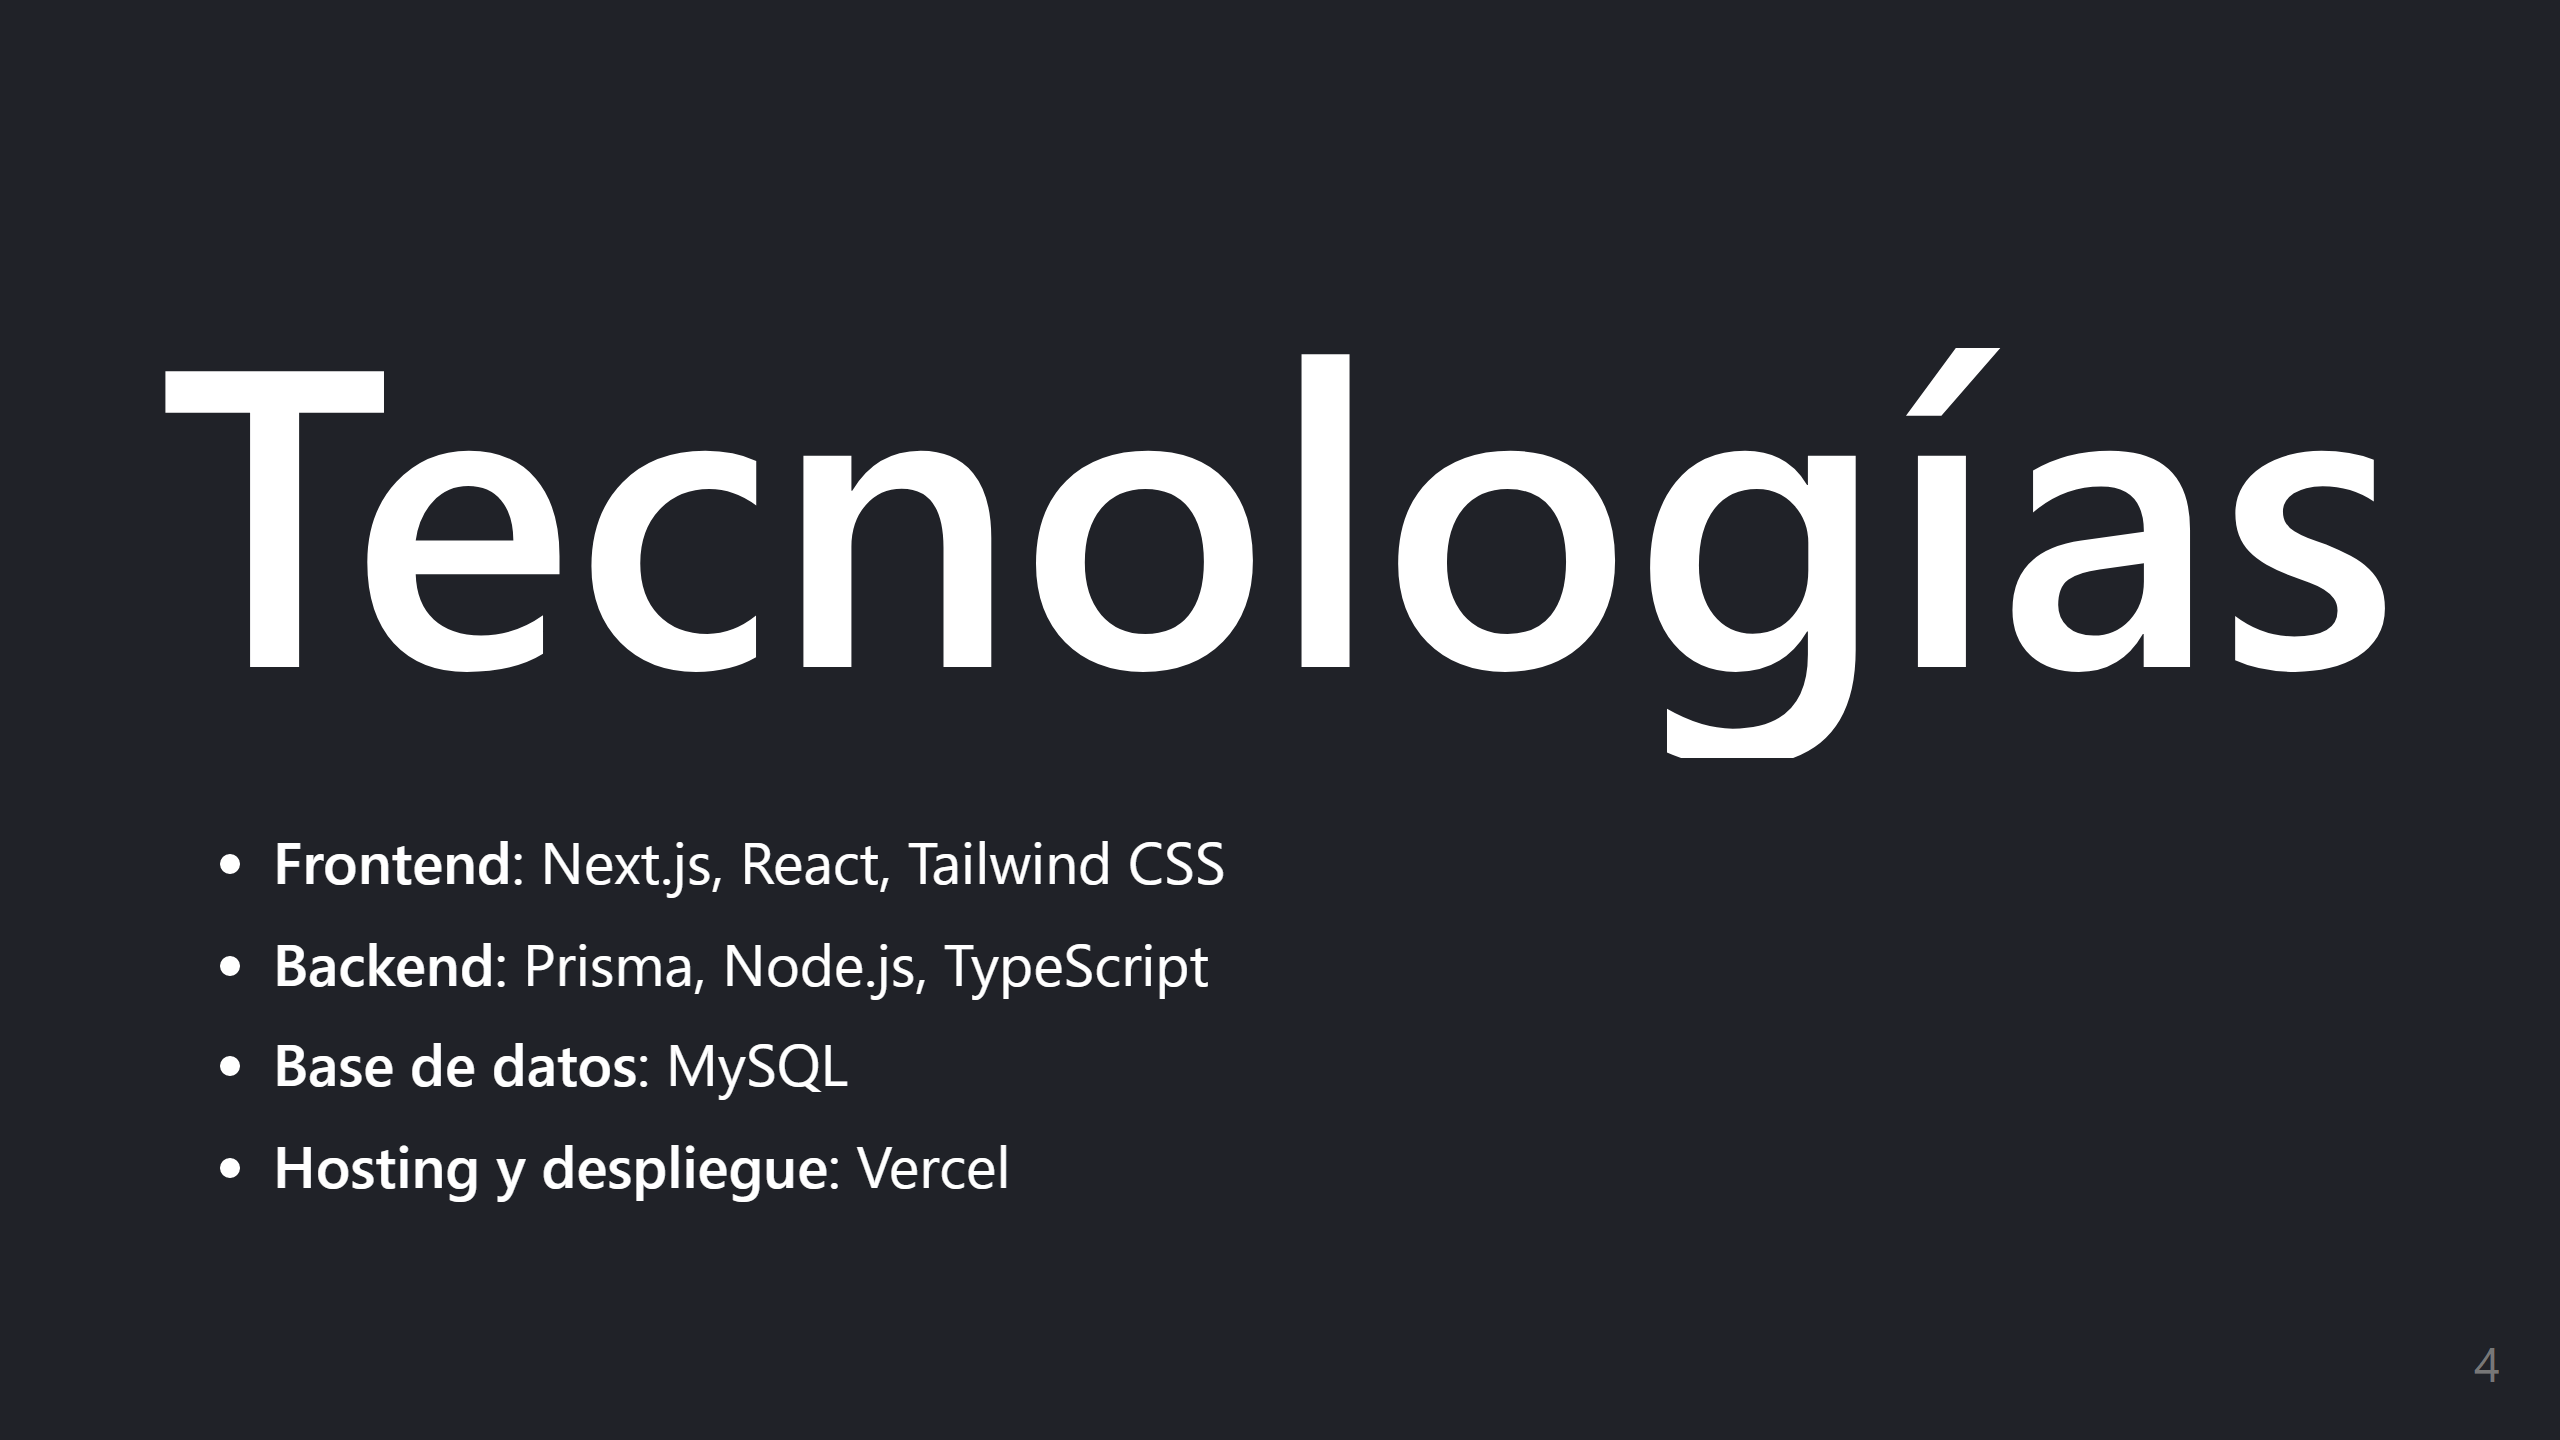 Tecnologías
• Frontend: Next.js, React, Tailwind CSS
• Backend: Prisma, Node.js, TypeScript
• Base de datos: MySQL
• Hosting y despliegue: Vercel
4